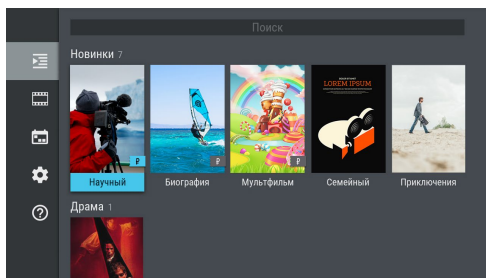 Поиск
Новинки 7
LOREM IPSUM
₽
₽
₽
Научный
Биография
Мультфильм
Семейный
Приключения
Драма 1